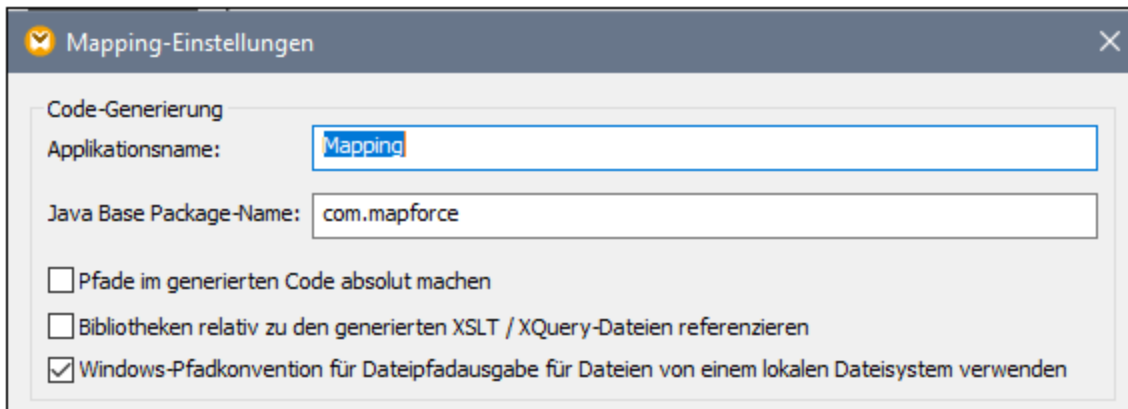 Mapping-Einstellungen
Code-Generierung
Applikationsname: Mapping
Java Base Package-Name: com.mapforce
Pfade im generierten Code absolut machen
Bibliotheken relativ zu den generierten XSLT / XQuery-Dateien referenzieren
Windows-Pfadkonvention für Dateipfadausgabe für Dateien von einem lokalen Dateisystem verwenden